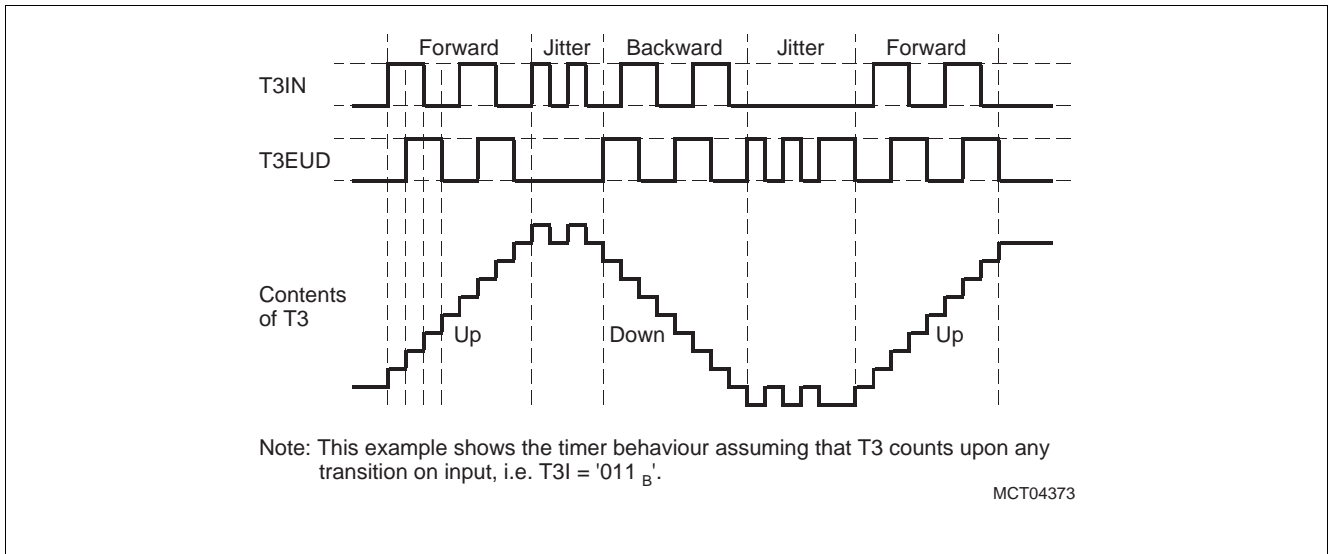 Forward Jitter Backward Jitter Forward
T3IN
T3EUD
Contents
of T3
Up Down Up
Note: This example shows the timer behaviour assuming that T3 counts upon any
transition on input, i.e. T3I = '011 B'.
MCT04373